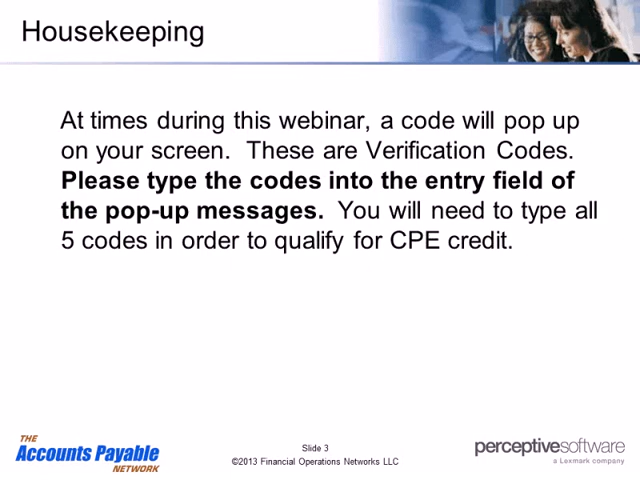 Housekeeping
At times during this webinar, a code will pop up
on your screen.  These are Verification Codes.
Please type the codes into the entry field of
the pop-up messages.  You will need to type all
5 codes in order to qualify for CPE credit.
THE
Accounts Payable
NETWORK
Slide 3
©2013 Financial Operations Networks LLC
perceptivesoftware
a Lexmark company